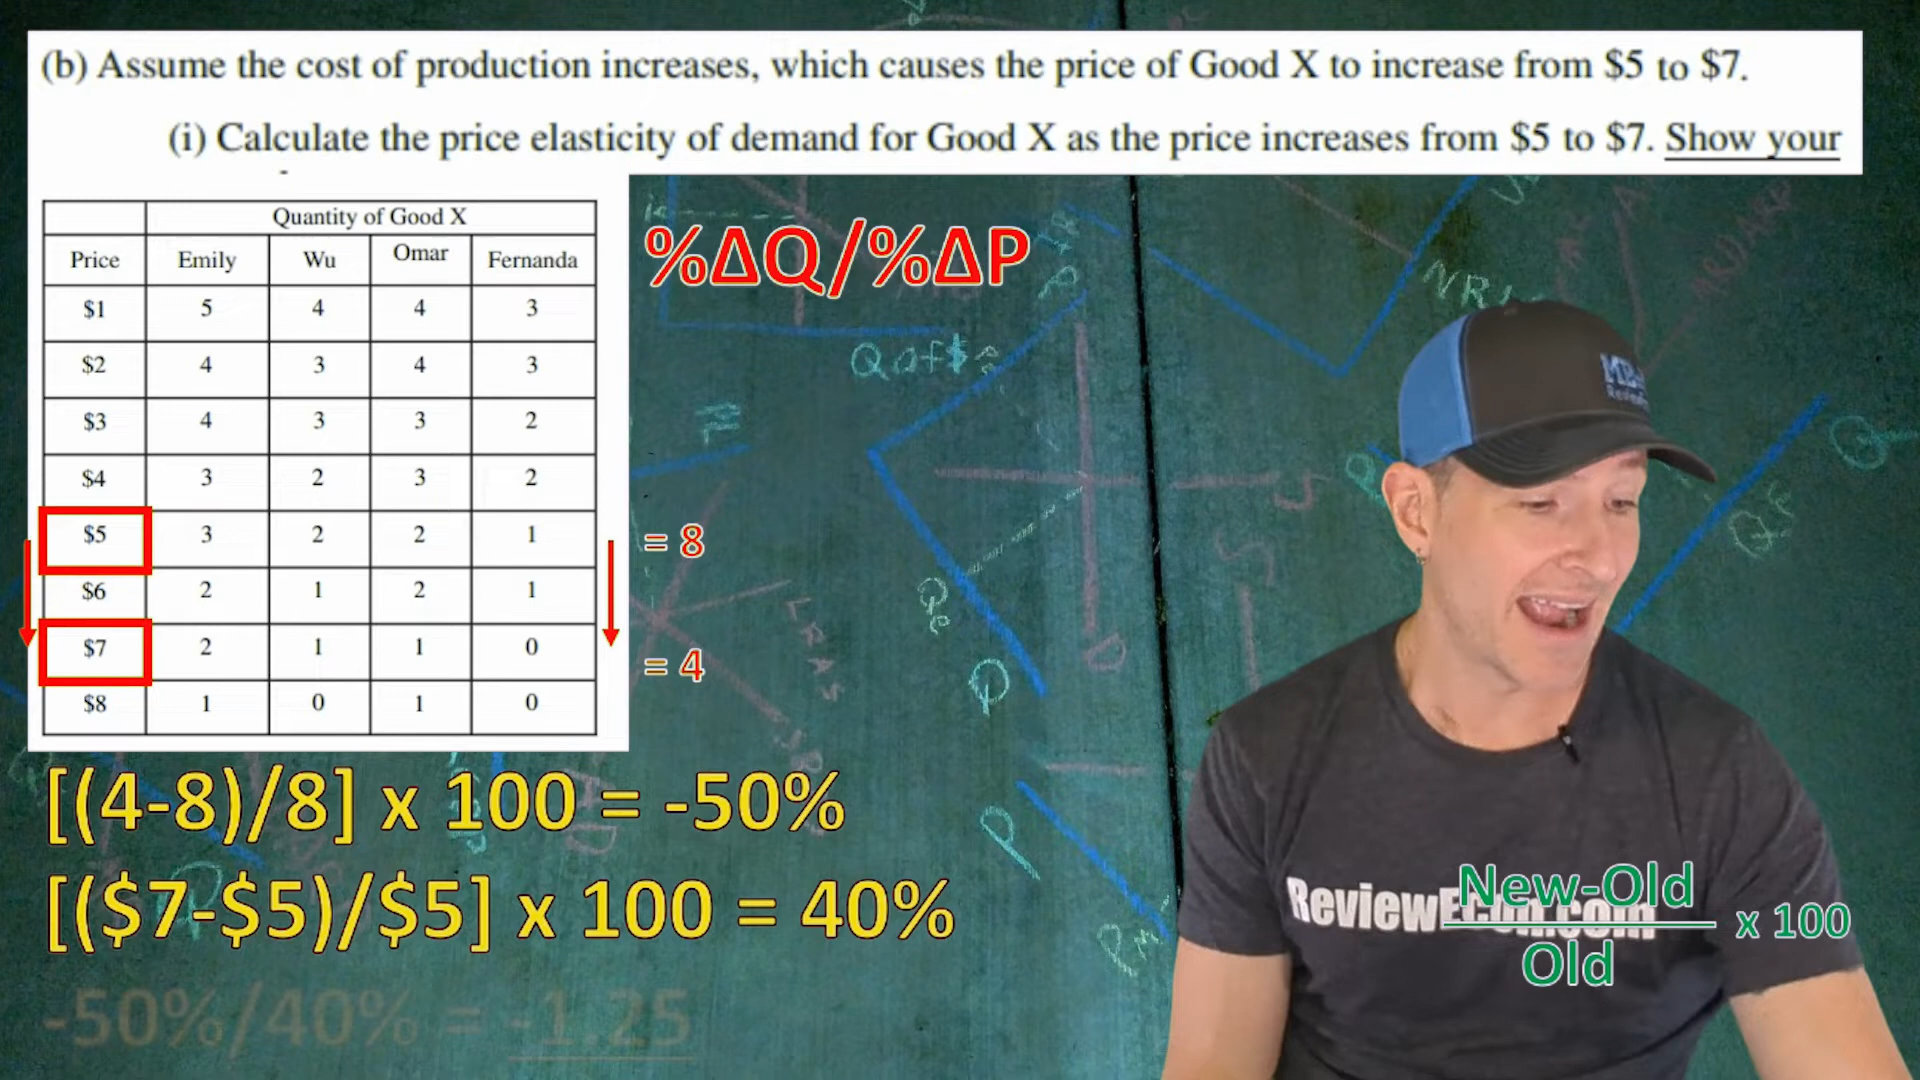 (b) Assume the cost of production increases, which causes the price of Good X to increase from $5 to $7.
(i) Calculate the price elasticity of demand for Good X as the price increases from $5 to $7. Show your
Quantity of Good X
Price Emily Wu Omar Fernanda
$1 5 4 4 3
$2 4 3 4 3
$3 4 3 3 2
$4 3 2 3 2
$5 3 2 2 1
= 8
$6 2 1 2 1
$7 2 1 1 0
= 4
$8 1 0 1 0
%ΔQ/%ΔP
[(4-8)/8] x 100 = -50%
[($7-$5)/$5] x 100 = 40%
-50%/40% = -1.25
ReviewEcon.com
New-Old
x 100
Old